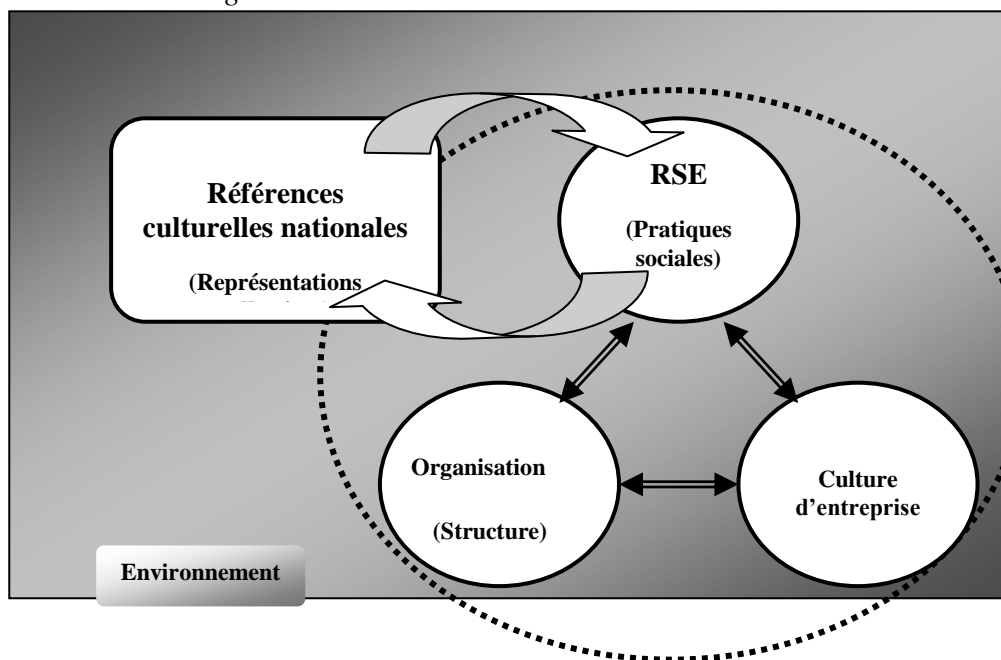 Références
culturelles nationales
(Représentations
RSE
(Pratiques
sociales)
Organisation
(Structure)
Culture
d'entreprise
Environnement